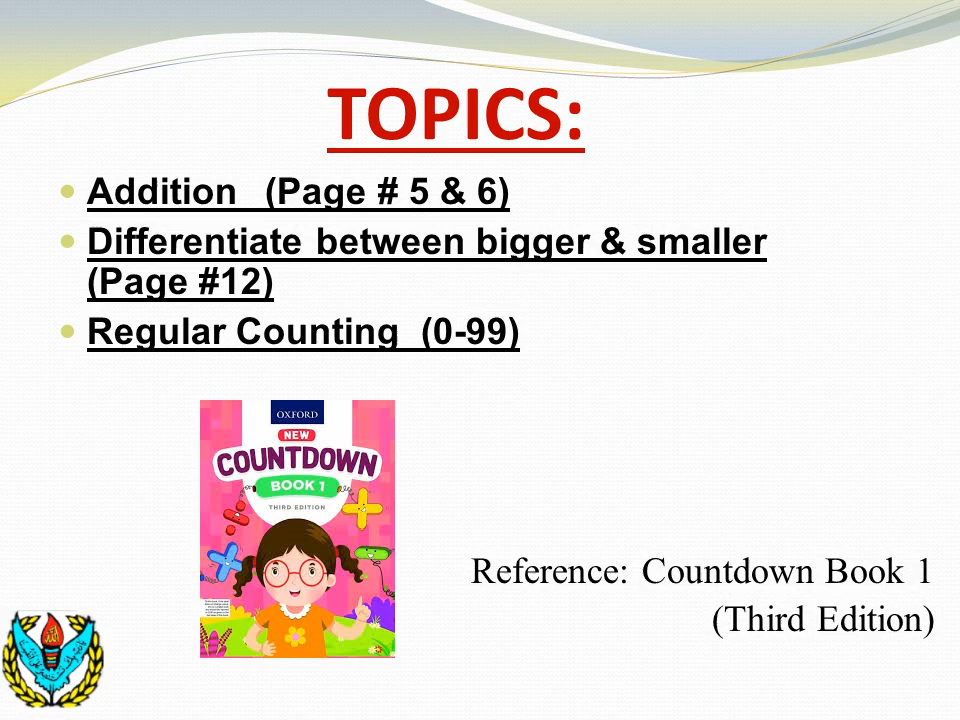 TOPICS:
Addition (Page # 5 & 6)
Differentiate between bigger & smaller
(Page #12)
Regular Counting (0-99)
OXFORD
NEW
COUNTDOWN
BOOK 1
THIRD EDITION
Reference: Countdown Book 1
(Third Edition)